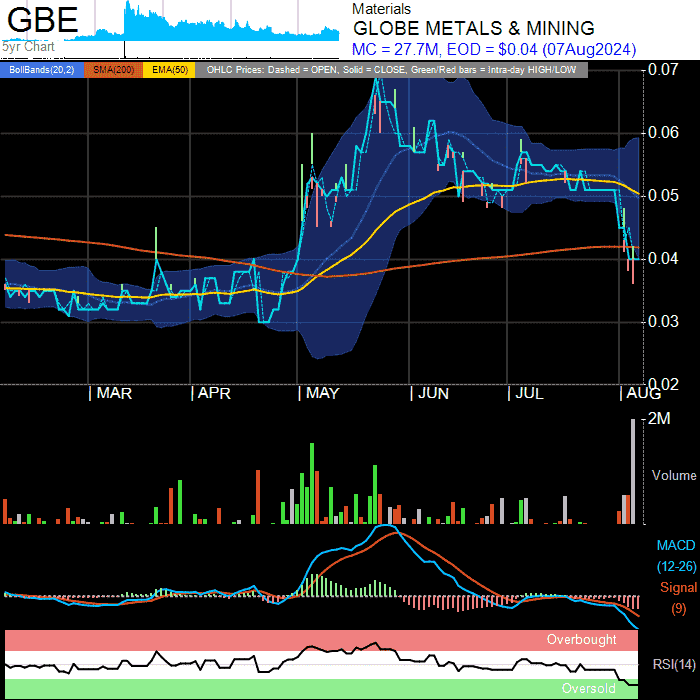 GBE
5yr Chart
Materials
GLOBE METALS & MINING
MC = 27.7M, EOD = $0.04 (07Aug2024)
BollBands(20,2) SMA(200) EMA(50) OHLC Prices: Dashed = OPEN, Solid = CLOSE, Green/Red bars = Intra-day HIGH/LOW
0.07
0.06
0.05
0.04
0.03
0.02
| MAR | APR | MAY | JUN | JUL | AUG
2M
Volume
MACD
(12-26)
Signal
(9)
Overbought
RSI(14)
Oversold